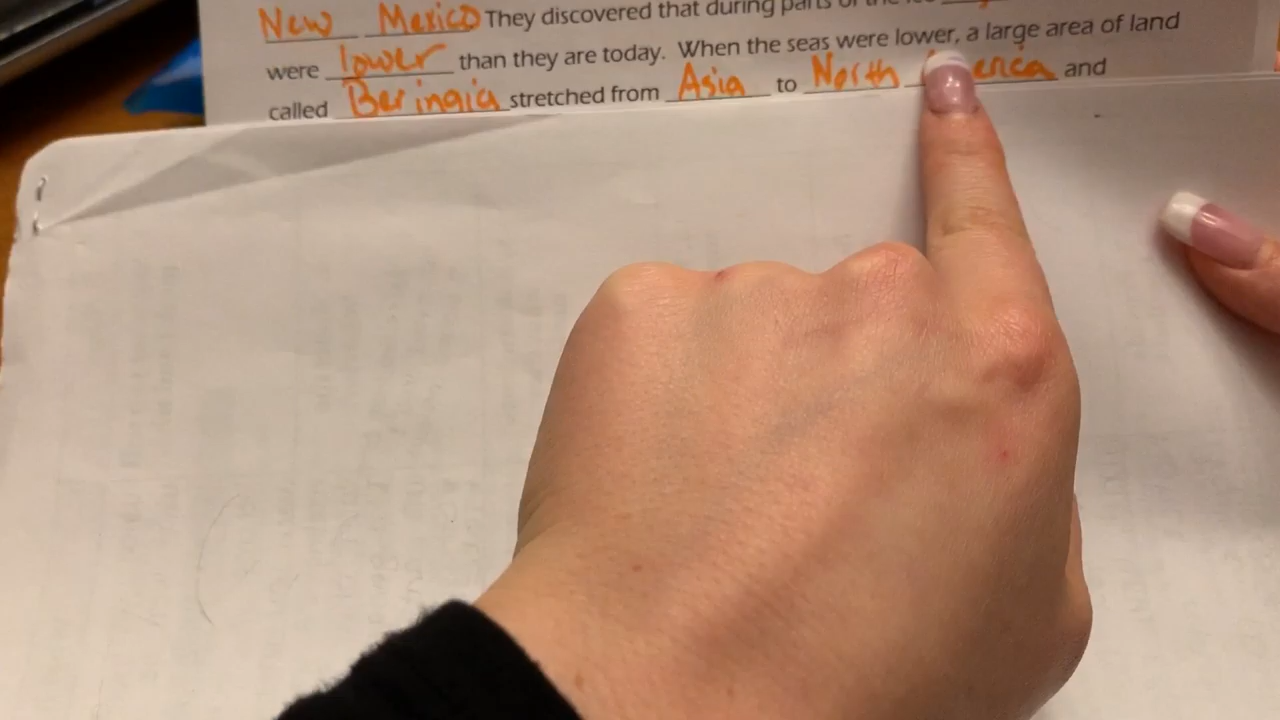 New Mexico They discovered that during parts of the
were lower than they are today. When the seas were lower, a large area of land
called Beringia stretched from Asia to North and